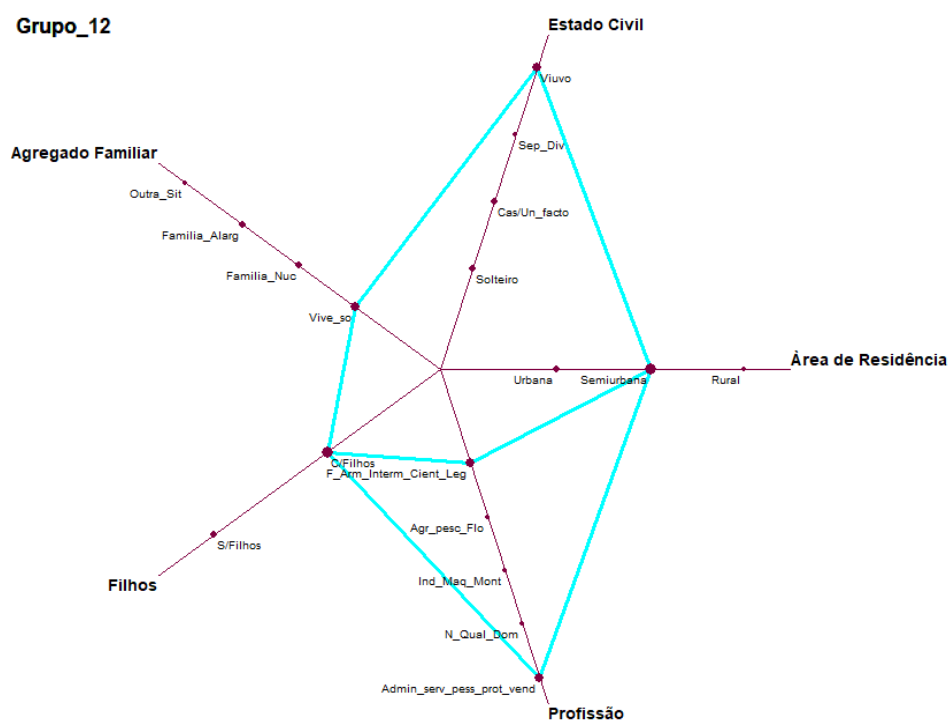 Grupo_12
Estado Civil
Viuvo
Sep_Div
Agregado Familiar
Outra_Sit
Cas/Un_facto
Familia_Alarg
Familia_Nuc
Solteiro
Vive_so
Àrea de Residência
Urbana
Semiurbana
Rural
C/Filhos
F_Arm_Interm_Cient_Leg
Agr_pesc_Flo
S/Filhos
Ind_Maq_Mont
Filhos
N_Qual_Dom
Admin_serv_pess_prot_vend
Profissão